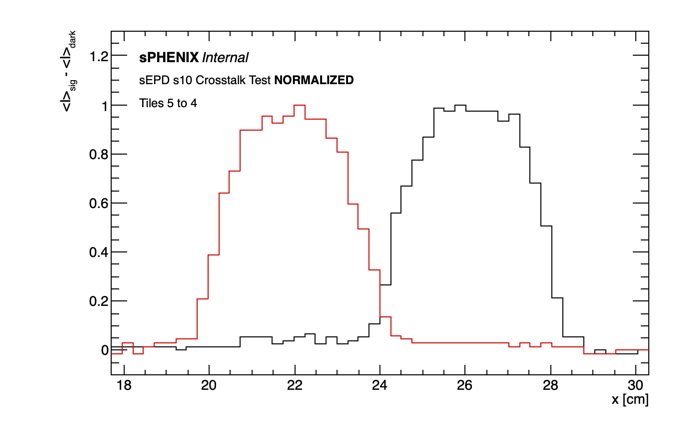 <I>sig - <I>dark
sPHENIX Internal
sEPD s10 Crosstalk Test NORMALIZED
Tiles 5 to 4
1.2
1
0.8
0.6
0.4
0.2
0
18 20 22 24 26 28 30
x [cm]